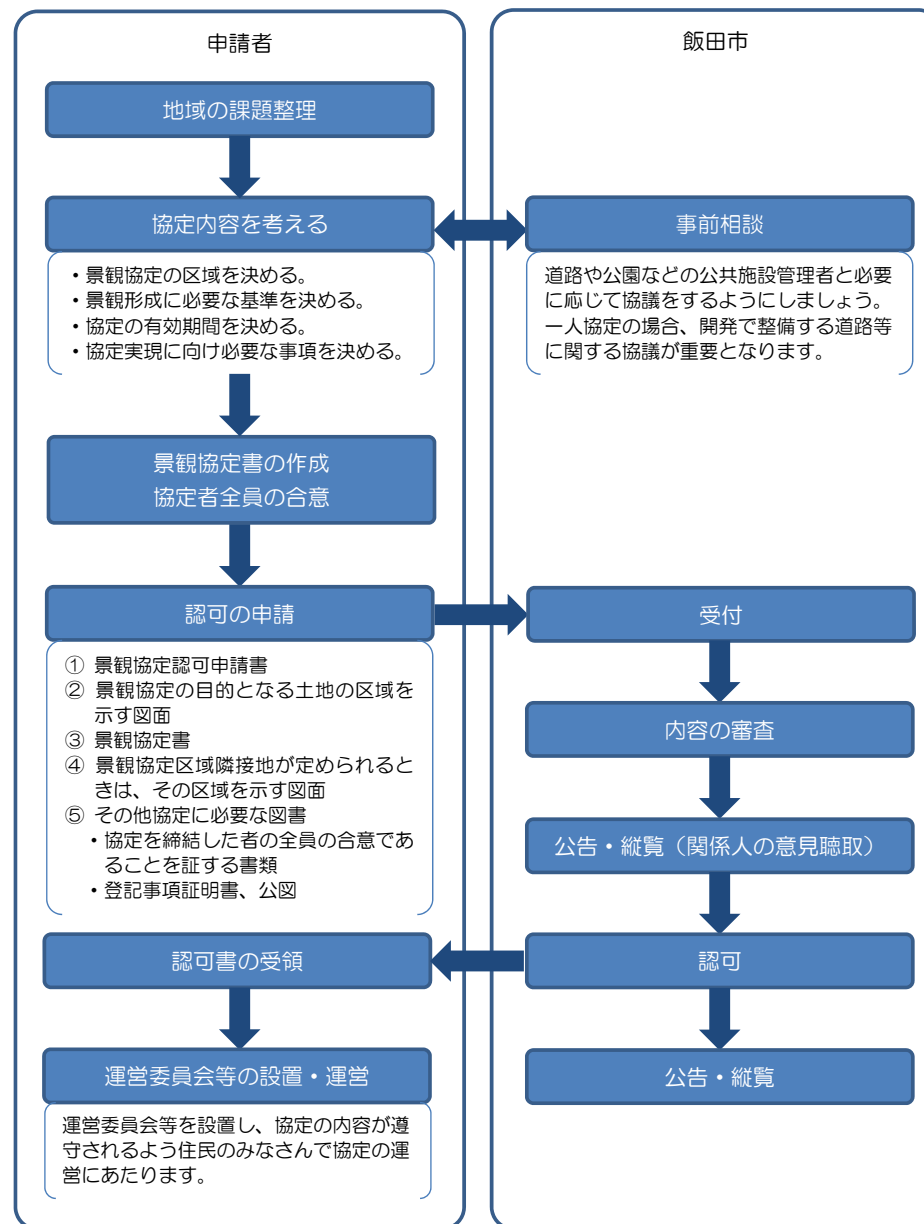 申請者
地域の課題整理
協定内容を考える
・景観協定の区域を決める。
・景観形成に必要な基準を決める。
・協定の有効期間を決める。
・協定実現に向け必要な事項を決める。
景観協定書の作成
協定者全員の合意
認可の申請
① 景観協定認可申請書
② 景観協定の目的となる土地の区域を
示す図面
③ 景観協定書
④ 景観協定区域隣接地が定められると
きは、その区域を示す図面
⑤ その他協定に必要な図書
・協定を締結した者の全員の合意であ
ることを証する書類
・登記事項証明書、公図
認可書の受領
運営委員会等の設置・運営
運営委員会等を設置し、協定の内容が遵
守されるよう住民のみなさんで協定の運
営にあたります。
飯田市
事前相談
道路や公園などの公共施設管理者と必要
に応じて協議をするようにしましょう。
一人協定の場合、開発で整備する道路等
に関する協議が重要となります。
受付
内容の審査
公告・縦覧（関係人の意見聴取）
認可
公告・縦覧